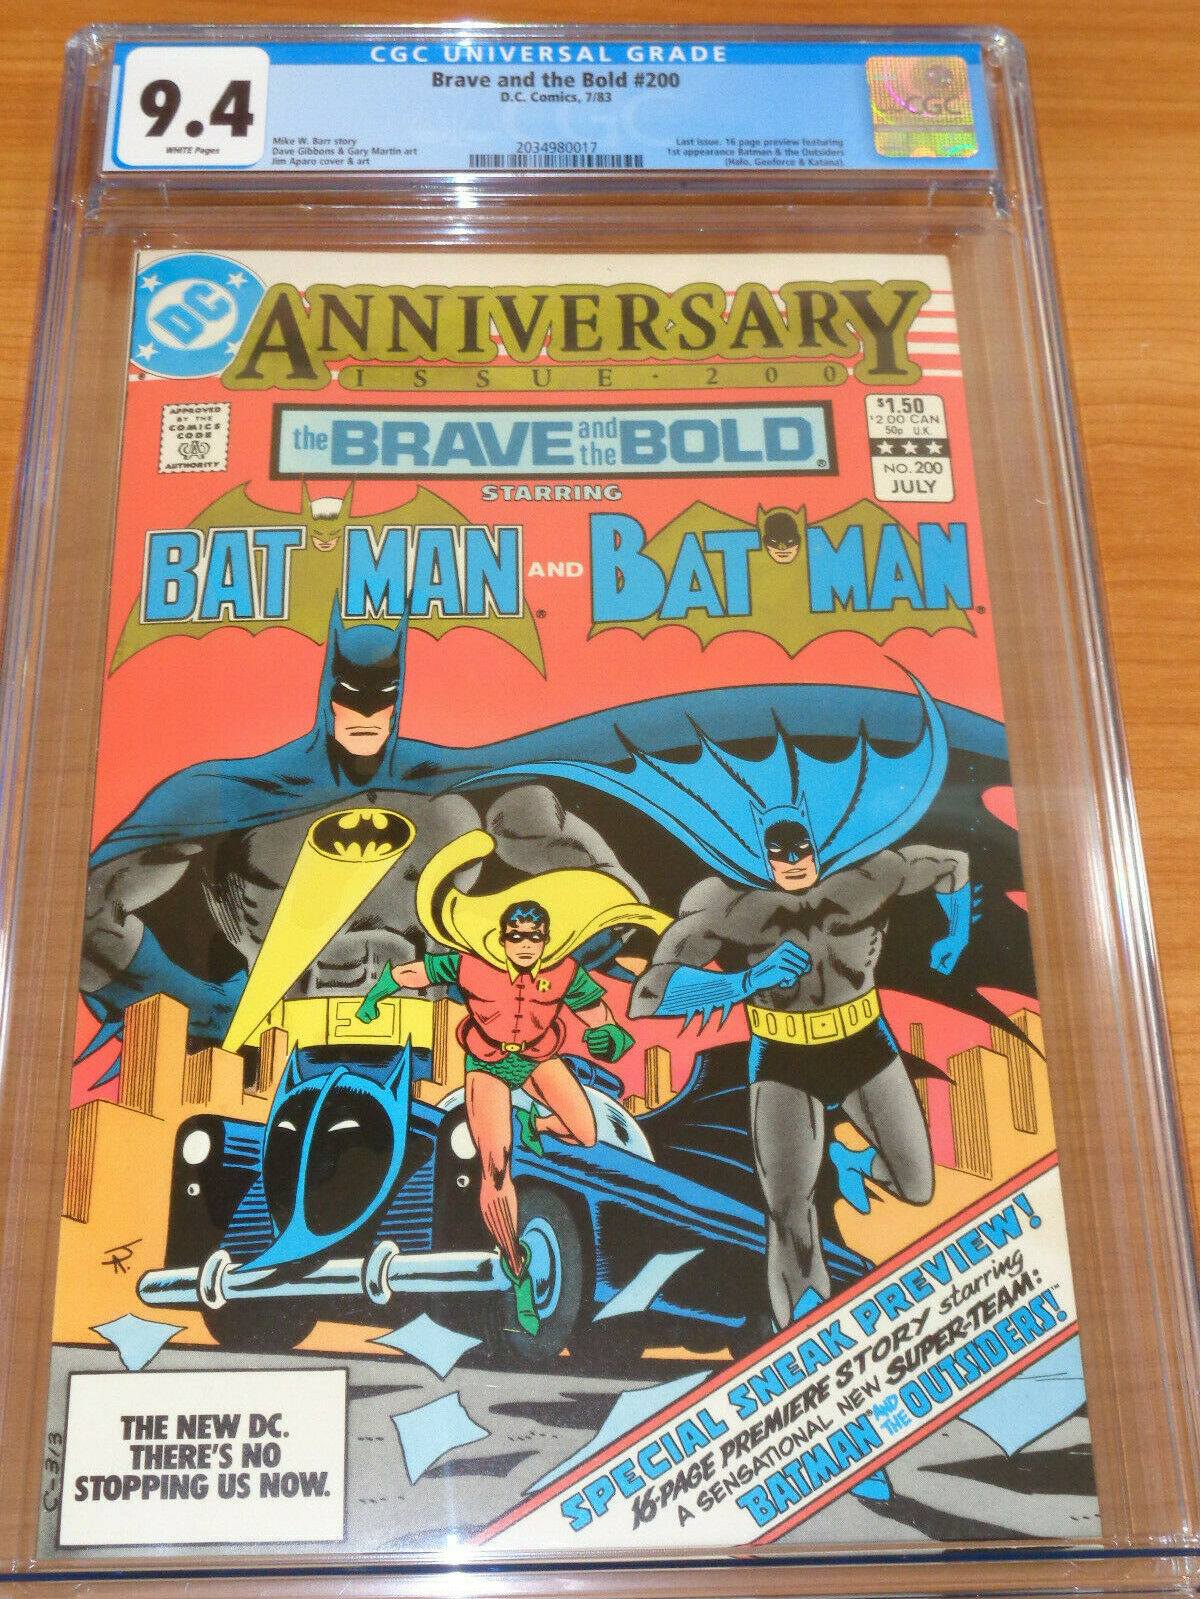 CGC UNIVERSAL GRADE
9.4
WHITE Pages
Brave and the Bold #200
D.C. Comics, 7/83
Mike W. Barr story
Dave Gibbons & Gary Martin art
Jim Aparo cover & art
2034980017
Last issue. 16 page preview featuring
1st appearance Batman & the Outsiders
(Halo, Geoforce & Katana).
CGC
DC
ANNIVERSARY
ISSUE·200
APPROVED
BY THE
COMICS
CODE
CA
AUTHORITY
the BRAVE and the BOLD®
$1.50
$2.00 CAN
50p U.K.
NO. 200
JULY
STARRING
BATMAN® AND BATMAN®
R
THE NEW DC.
THERE'S NO
STOPPING US NOW.
C-313
SPECIAL SNEAK PREVIEW!
16-PAGE PREMIERE STORY starring
A SENSATIONAL NEW SUPER-TEAM:
BATMAN AND THE OUTSIDERS!™